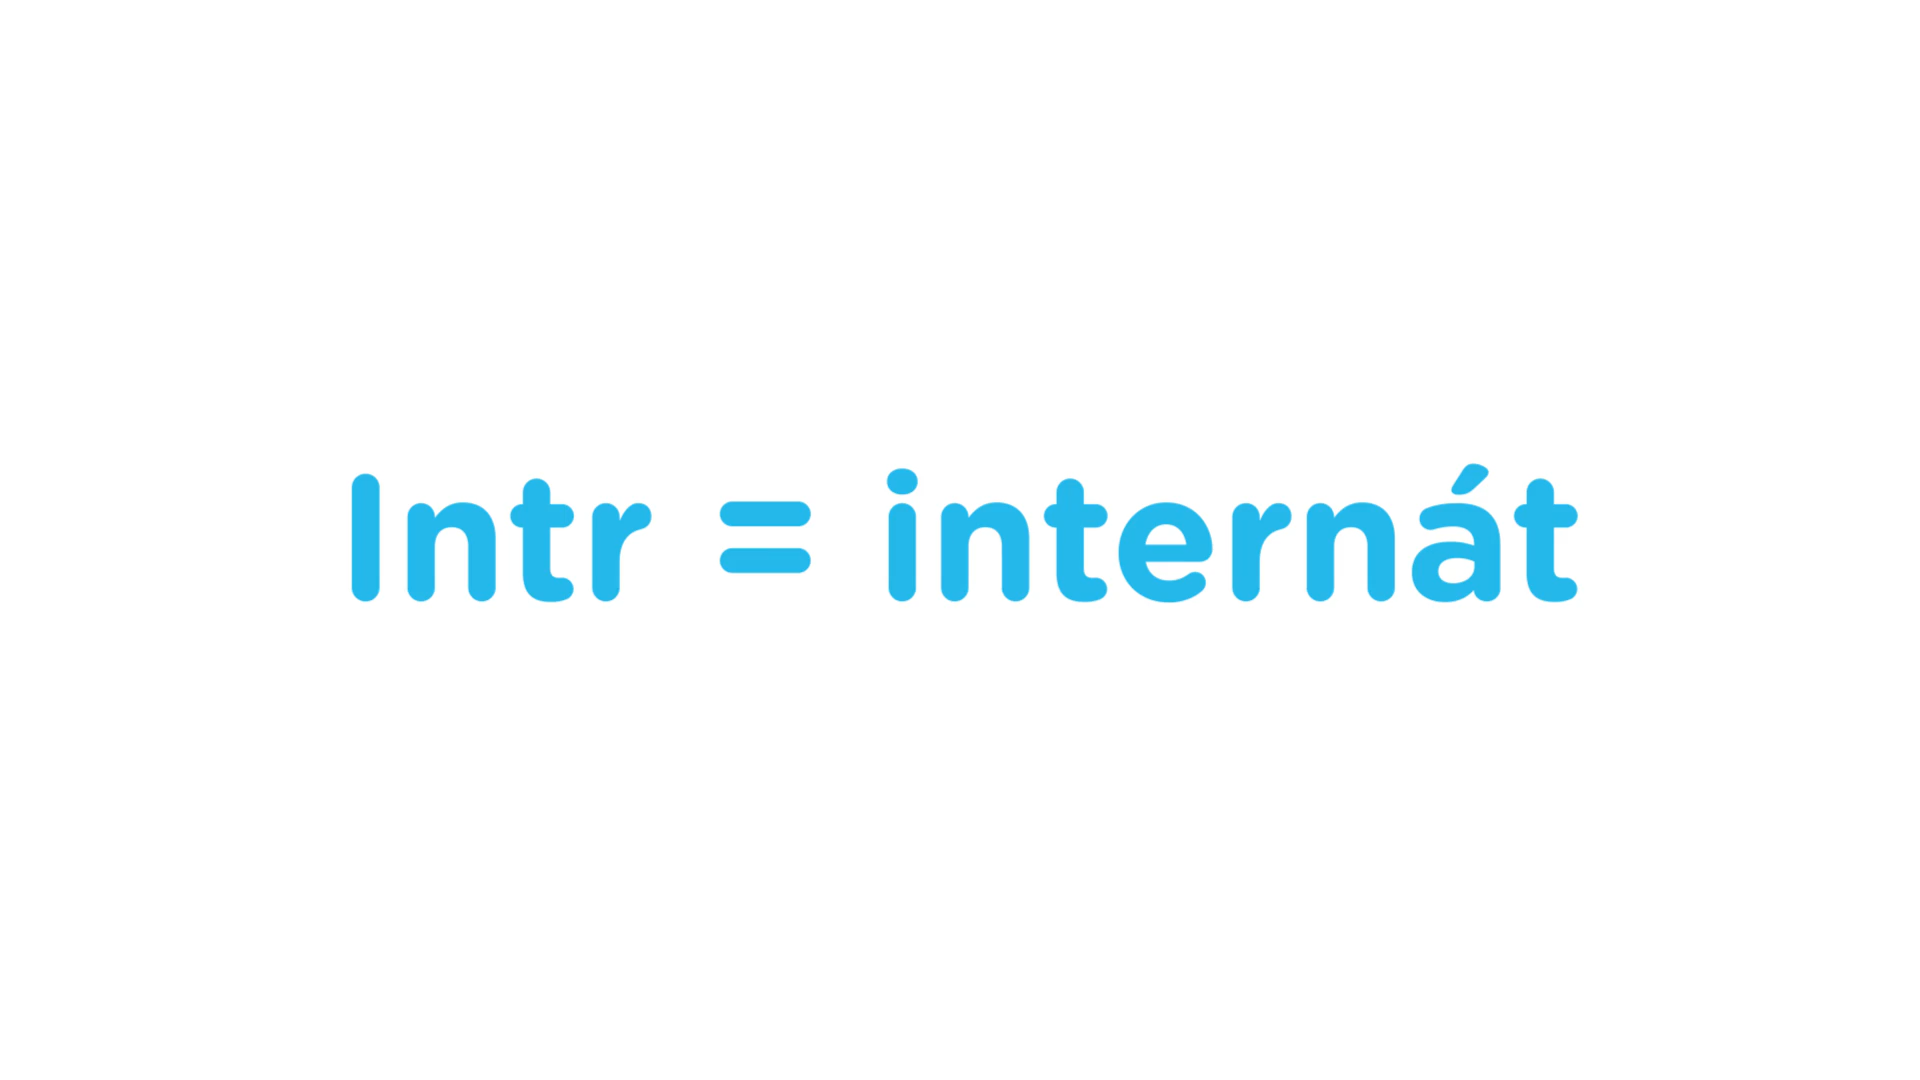 Intr = internát